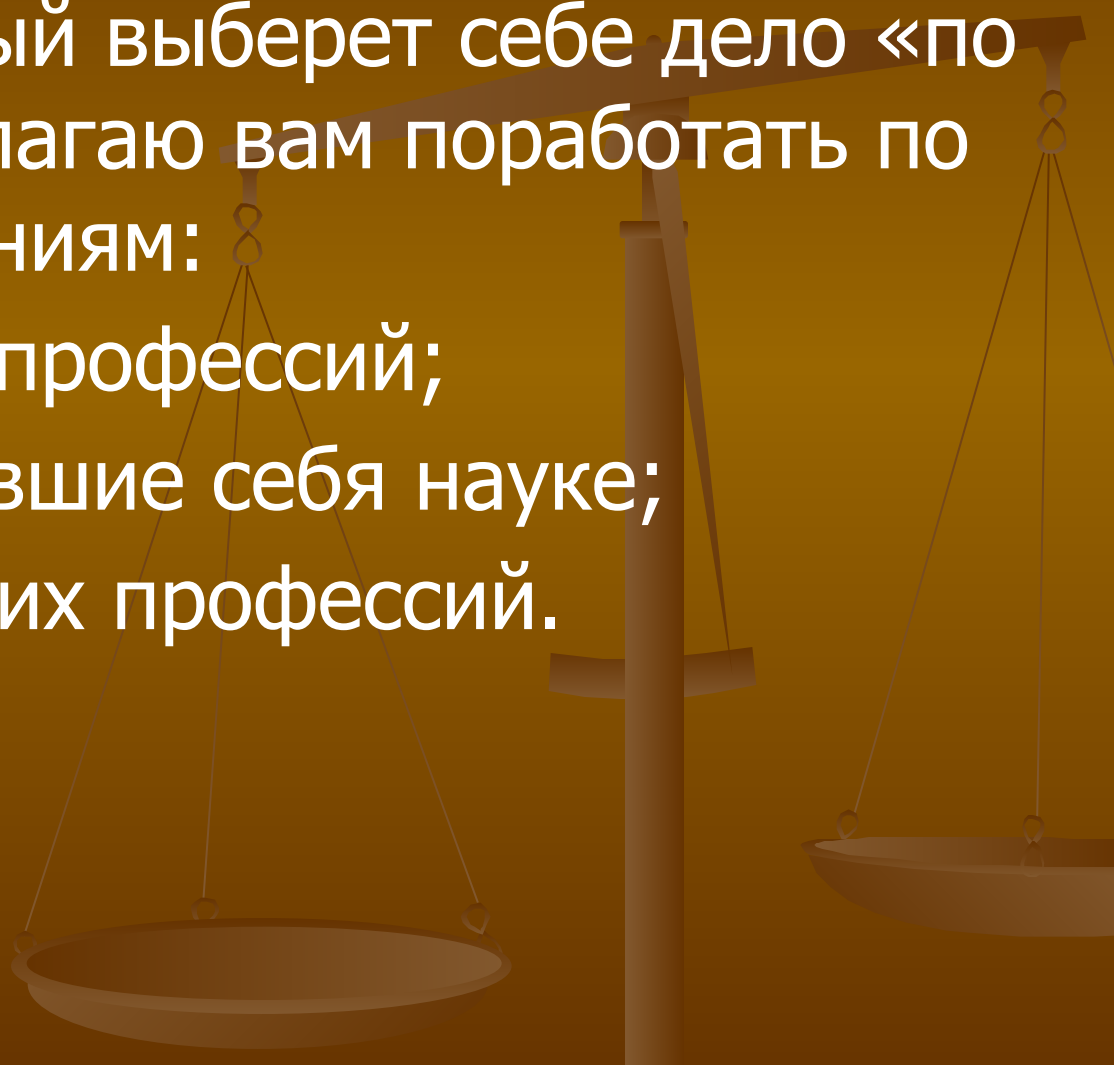 ый выберет себе дело «по
лагаю вам поработать по
ниям:
профессий;
вшие себя науке;
их профессий.